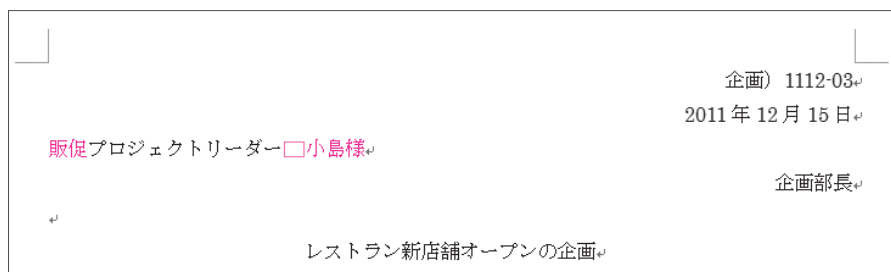 企画）1112-03
2011年12月15日
販促プロジェクトリーダー□小島様
企画部長
レストラン新店舗オープンの企画